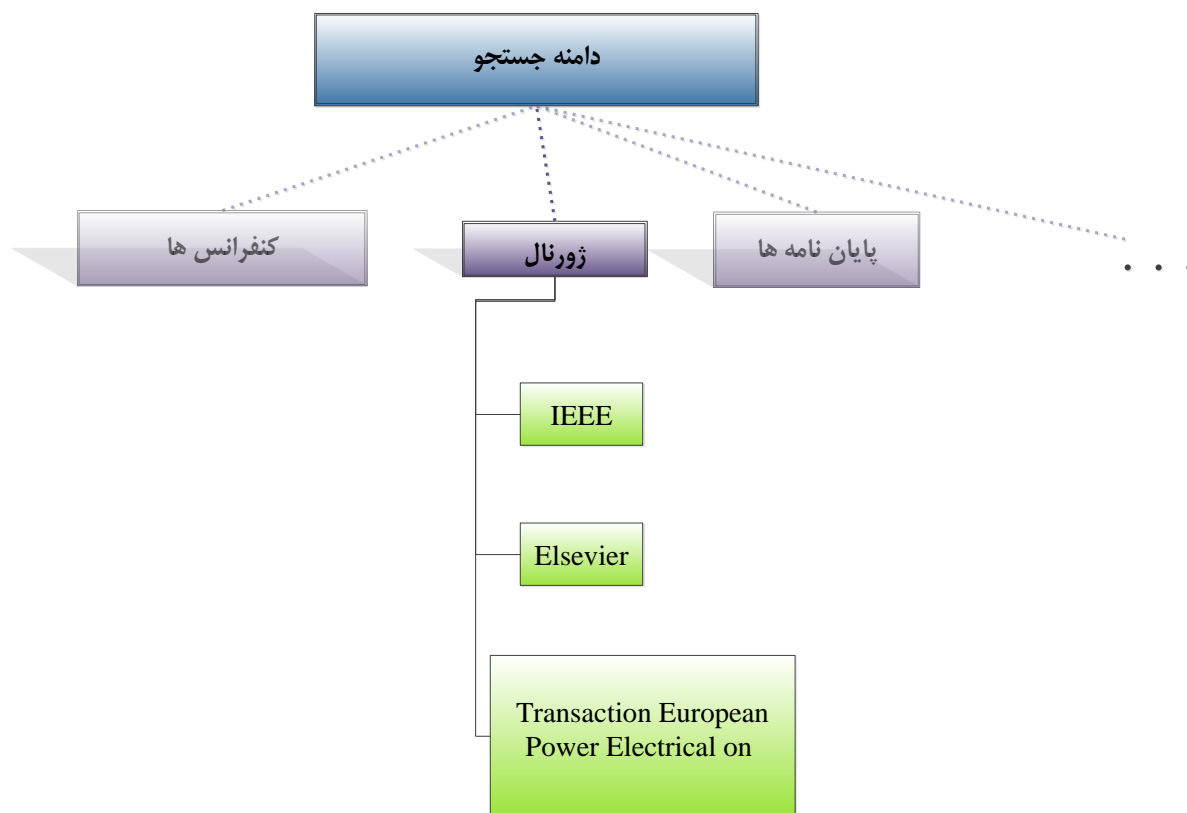 دامنه جستجو
پایان نامه ها
ژورنال
کنفرانس ها
. . .
IEEE
Elsevier
Transaction European
Power Electrical on